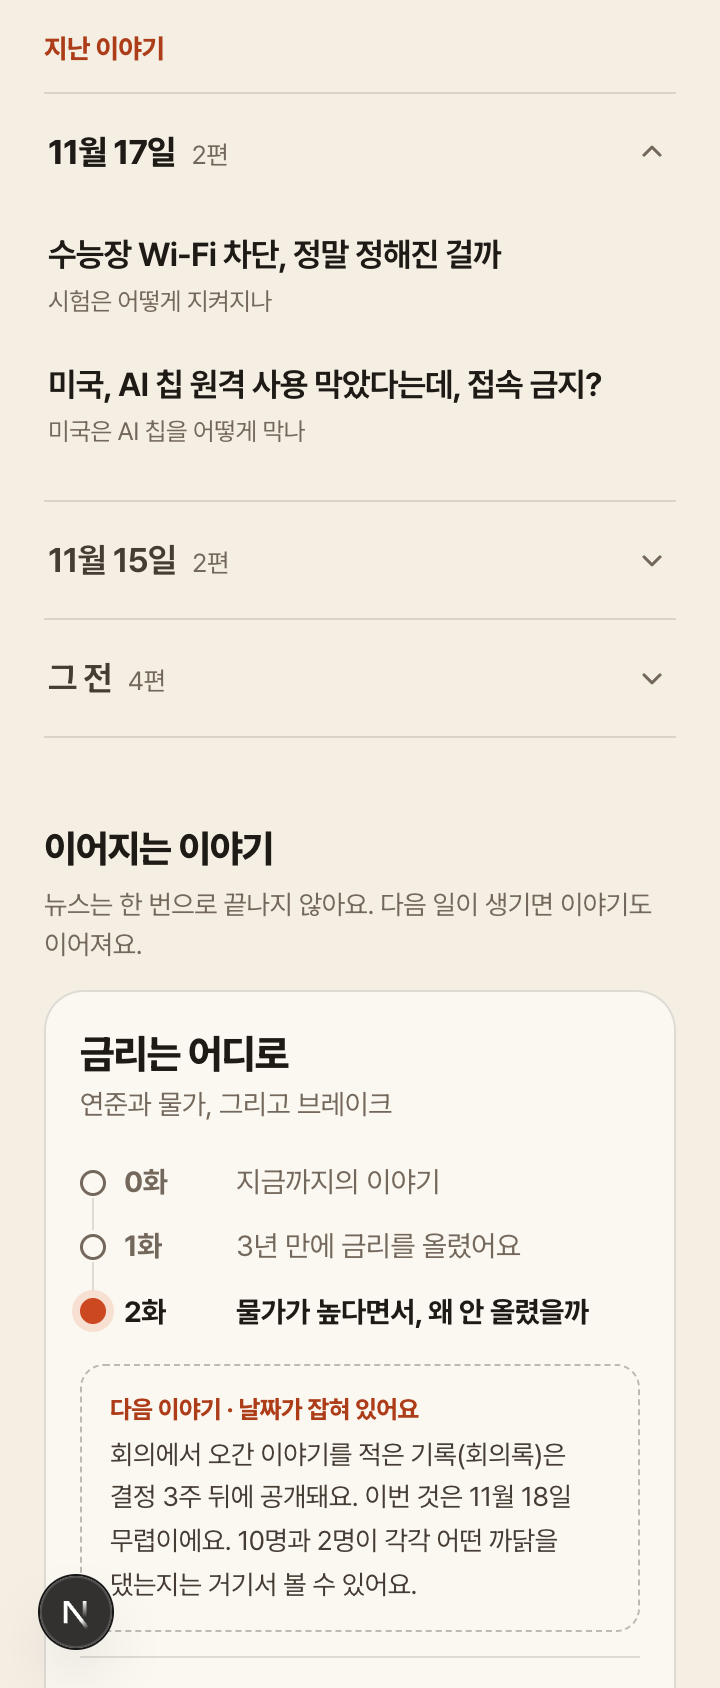 지난 이야기
11월 17일 2편
수능장 Wi-Fi 차단, 정말 정해진 걸까
시험은 어떻게 지켜지나
미국, AI 칩 원격 사용 막았다는데, 접속 금지?
미국은 AI 칩을 어떻게 막나
11월 15일 2편
그 전 4편
이어지는 이야기
뉴스는 한 번으로 끝나지 않아요. 다음 일이 생기면 이야기도
이어져요.
금리는 어디로
연준과 물가, 그리고 브레이크
0화 지금까지의 이야기
1화 3년 만에 금리를 올렸어요
2화 물가가 높다면서, 왜 안 올렸을까
다음 이야기 · 날짜가 잡혀 있어요
회의에서 오간 이야기를 적은 기록(회의록)은
결정 3주 뒤에 공개돼요. 이번 것은 11월 18일
무렵이에요. 10명과 2명이 각각 어떤 까닭을
댔는지는 거기서 볼 수 있어요.
N